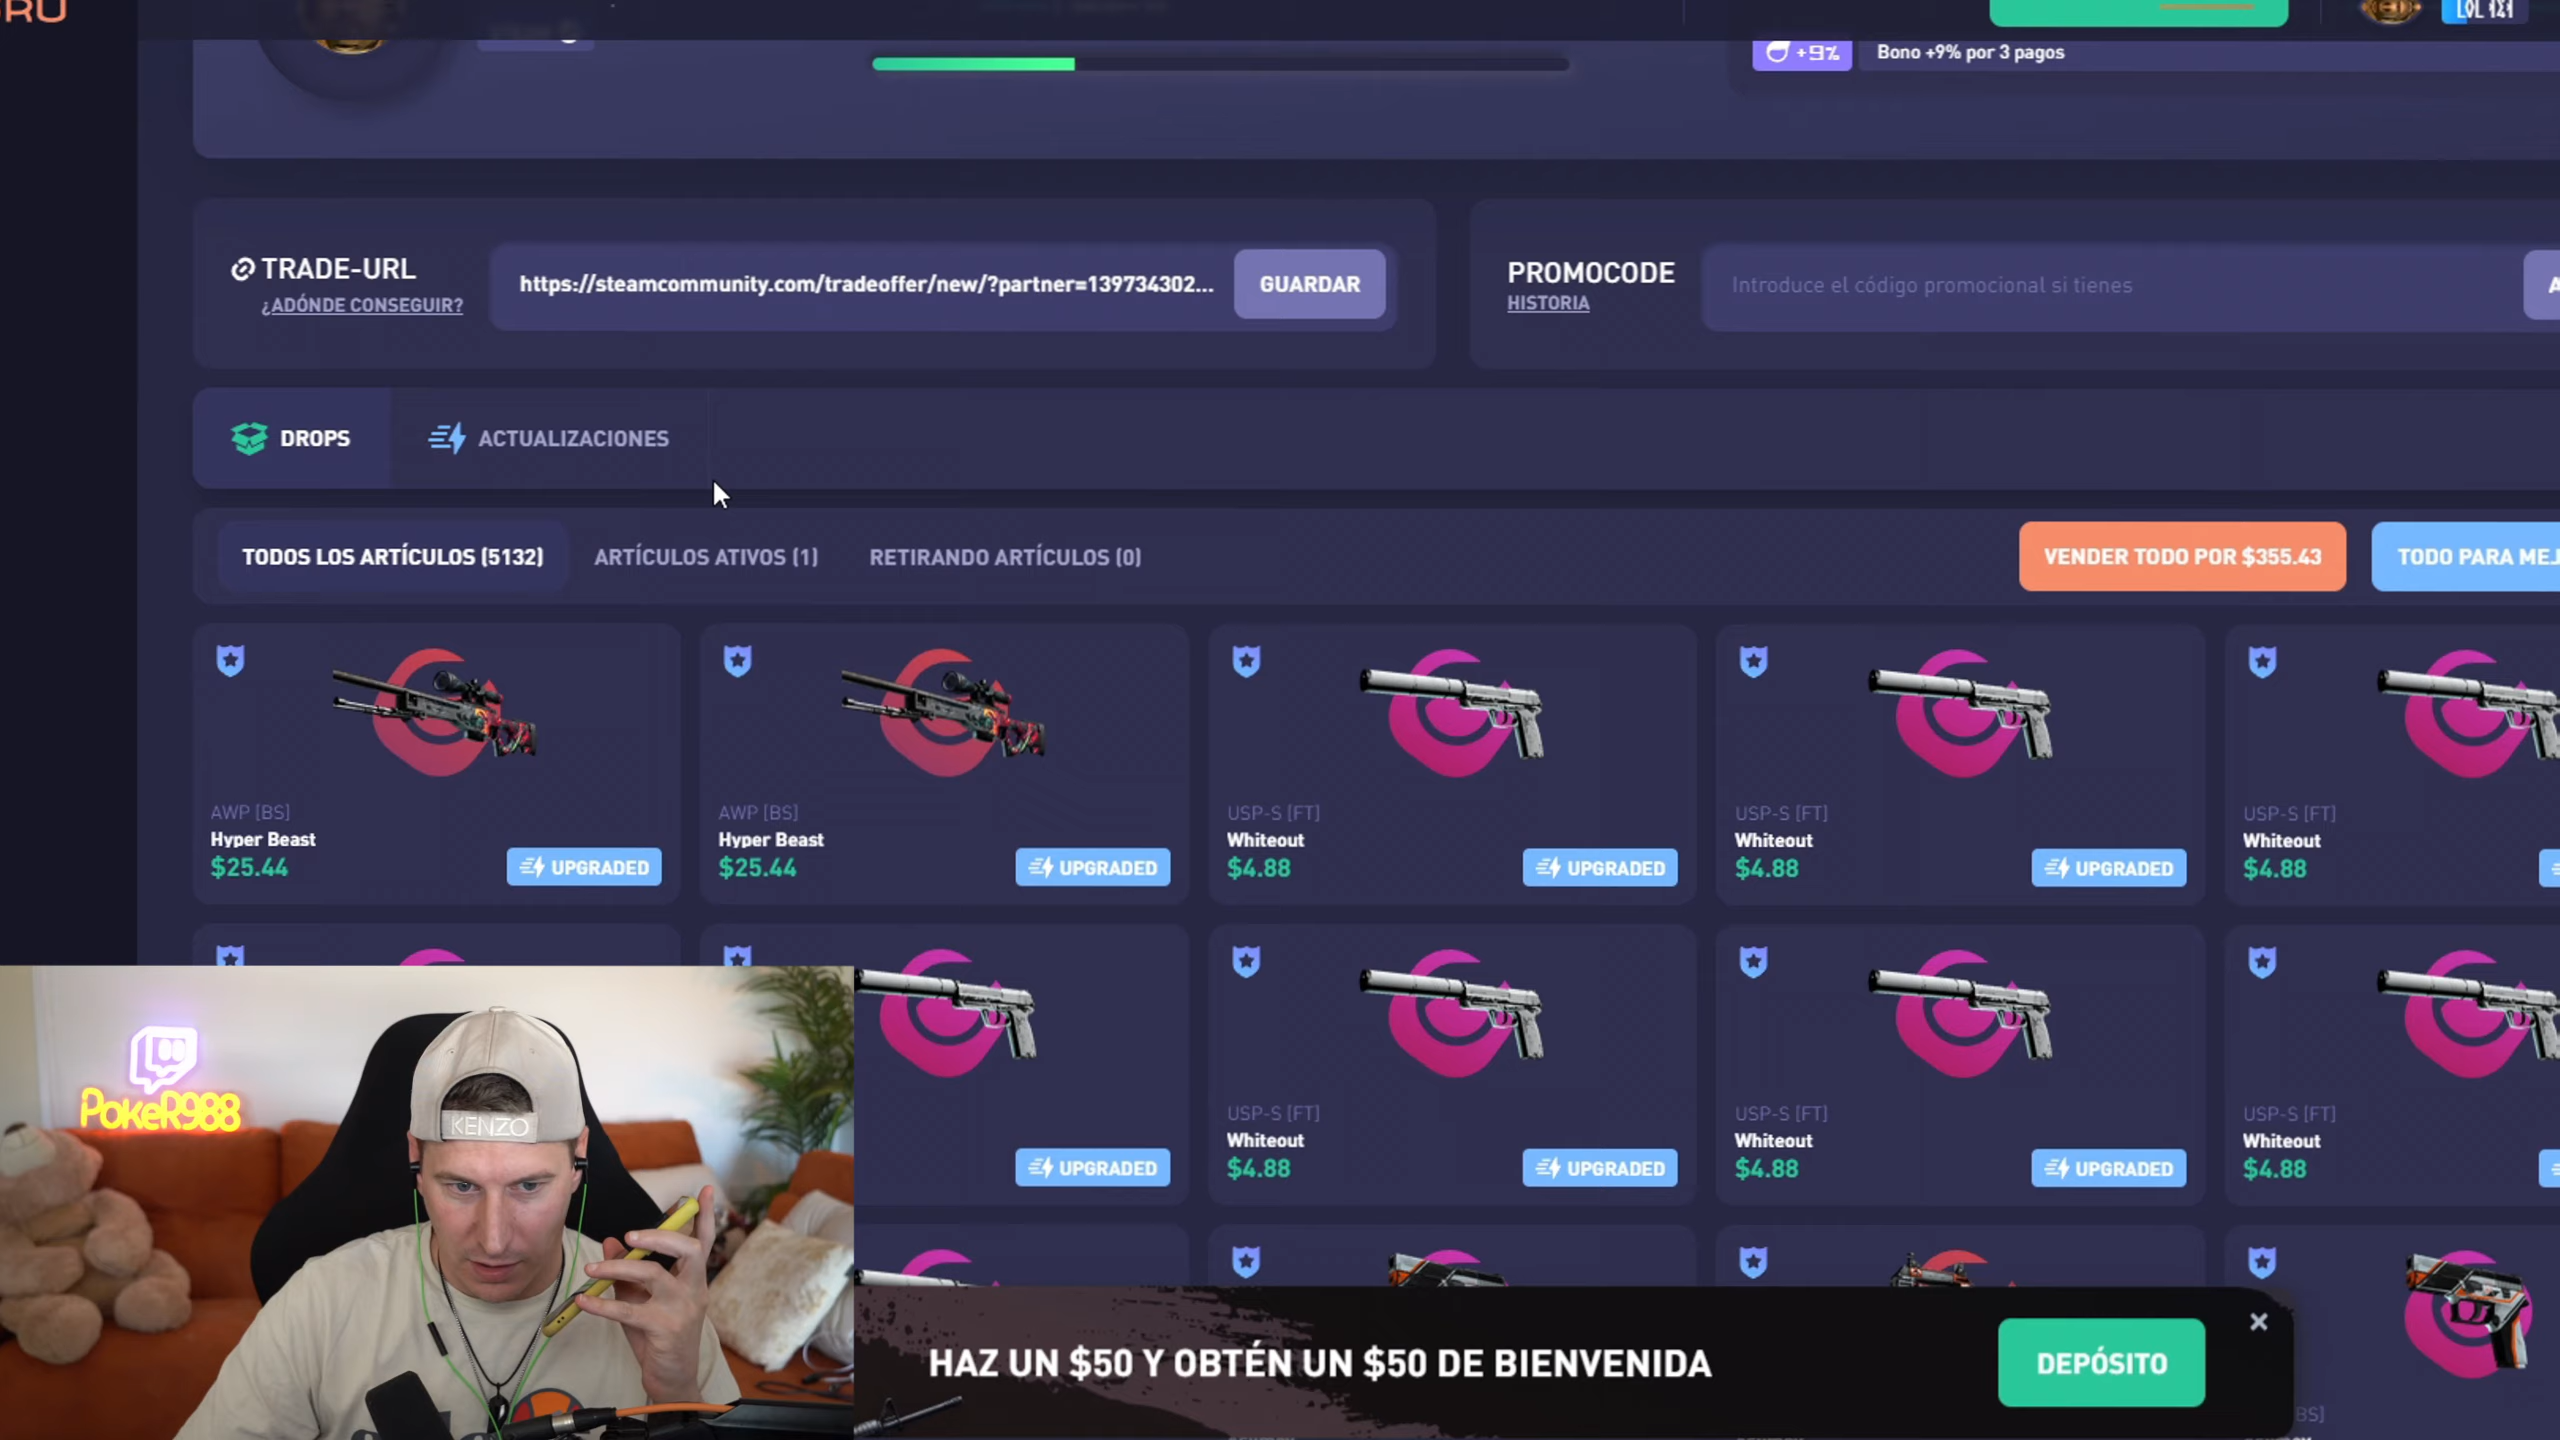 +9%
Bono +9% por 3 pagos
TRADE-URL
¿ADÓNDE CONSEGUIR?
https://steamcommunity.com/tradeoffer/new/?partner=139734302...
GUARDAR
PROMOCODE
HISTORIA
Introduce el código promocional si tienes
DROPS
ACTUALIZACIONES
TODOS LOS ARTÍCULOS (5132)
ARTÍCULOS ATIVOS (1)
RETIRANDO ARTÍCULOS (0)
VENDER TODO POR $355.43
TODO PARA MEJ
AWP [BS]
Hyper Beast
$25.44
UPGRADED
AWP [BS]
Hyper Beast
$25.44
UPGRADED
USP-S [FT]
Whiteout
$4.88
UPGRADED
USP-S [FT]
Whiteout
$4.88
UPGRADED
USP-S [FT]
Whiteout
$4.88
UPGRADED
USP-S [FT]
Whiteout
$4.88
UPGRADED
USP-S [FT]
Whiteout
$4.88
UPGRADED
USP-S [FT]
Whiteout
$4.88
PokeR988
KENZO
HAZ UN $50 Y OBTÉN UN $50 DE BIENVENIDA
DEPÓSITO